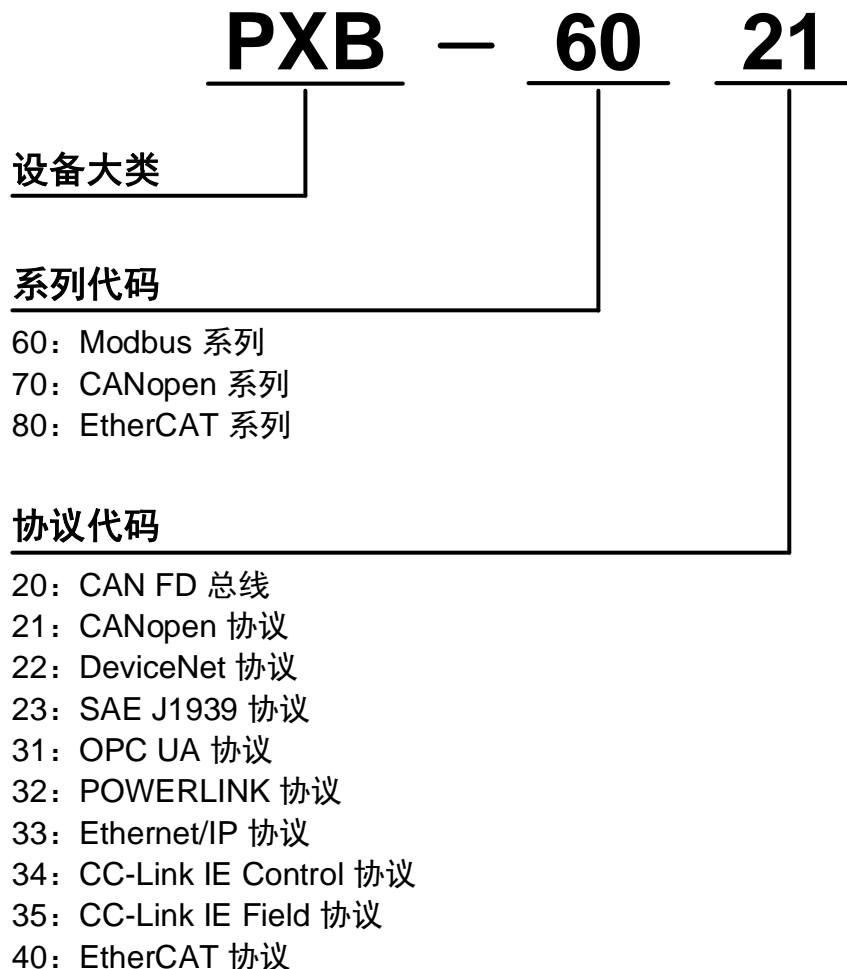 PXB － 60 21
设备大类
系列代码
60：Modbus 系列
70：CANopen 系列
80：EtherCAT 系列
协议代码
20：CAN FD 总线
21：CANopen 协议
22：DeviceNet 协议
23：SAE J1939 协议
31：OPC UA 协议
32：POWERLINK 协议
33：Ethernet/IP 协议
34：CC-Link IE Control 协议
35：CC-Link IE Field 协议
40：EtherCAT 协议